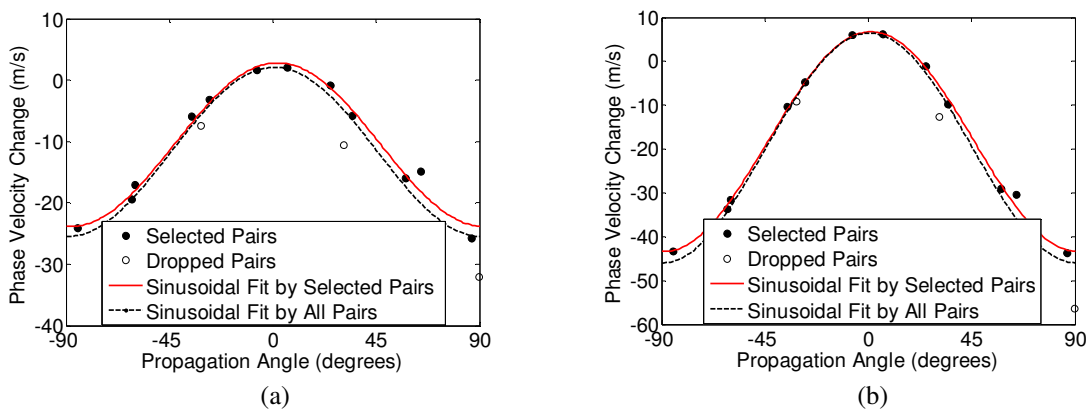 10
0
-10
-20
-30
-40
-90
-45
0
45
90
Phase Velocity Change (m/s)
Propagation Angle (degrees)
Selected Pairs
Dropped Pairs
Sinusoidal Fit by Selected Pairs
Sinusoidal Fit by All Pairs
(a)
10
0
-10
-20
-30
-40
-50
-60
-90
-45
0
45
90
Phase Velocity Change (m/s)
Propagation Angle (degrees)
Selected Pairs
Dropped Pairs
Sinusoidal Fit by Selected Pairs
Sinusoidal Fit by All Pairs
(b)